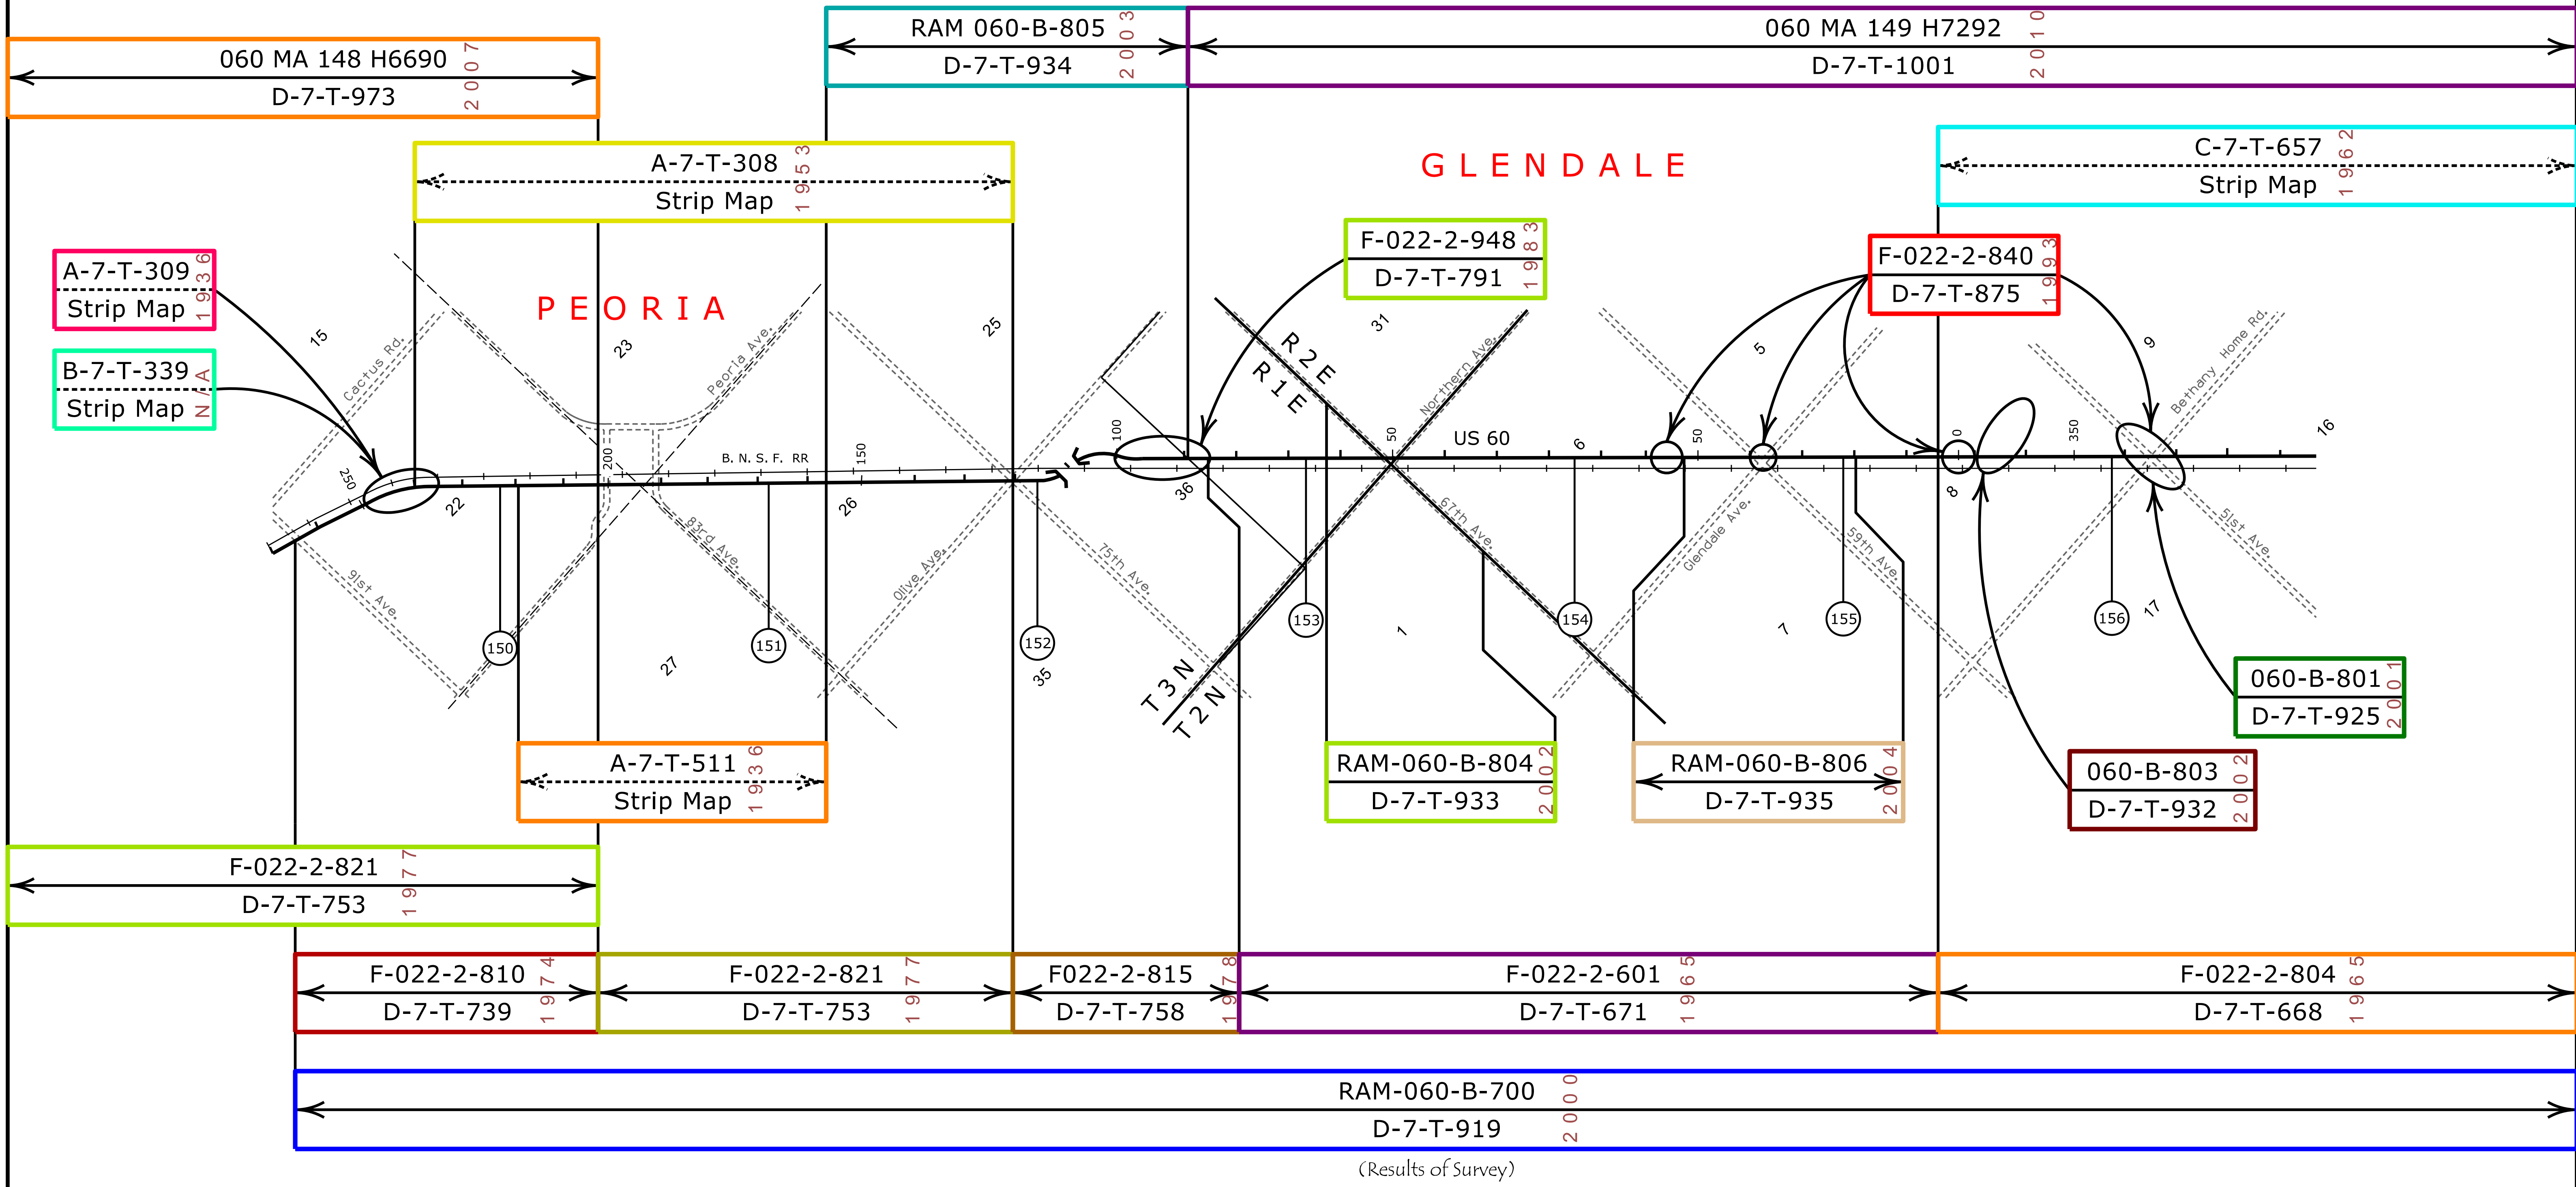 RAM 060-B-805
2003
D-7-T-934
060 MA 149 H7292
2010
D-7-T-1001
060 MA 148 H6690
2007
D-7-T-973
A-7-T-308
1953
Strip Map
GLENDALE
C-7-T-657
1962
Strip Map
F-022-2-948
1983
D-7-T-791
F-022-2-840
1993
D-7-T-875
A-7-T-309
1936
Strip Map
PEORIA
B-7-T-339
N/A
Strip Map
15
23
25
31
5
9
Cactus Rd.
Peoria Ave.
R2E
R1E
Northern Ave.
Bethany Home Rd.
250
200
B. N. S. F. RR
150
100
50
US 60
6
50
0
350
16
22
26
36
8
91st Ave.
83rd Ave.
Olive Ave.
75th Ave.
67th Ave.
Glendale Ave.
59th Ave.
51st Ave.
150
151
152
153
154
155
156
27
35
1
7
17
T3N
T2N
060-B-801
2001
D-7-T-925
A-7-T-511
1936
Strip Map
RAM-060-B-804
2002
D-7-T-933
RAM-060-B-806
2004
D-7-T-935
060-B-803
2002
D-7-T-932
F-022-2-821
1977
D-7-T-753
F-022-2-810
1974
D-7-T-739
F-022-2-821
1977
D-7-T-753
F022-2-815
1978
D-7-T-758
F-022-2-601
1965
D-7-T-671
F-022-2-804
1965
D-7-T-668
RAM-060-B-700
2000
D-7-T-919
(Results of Survey)